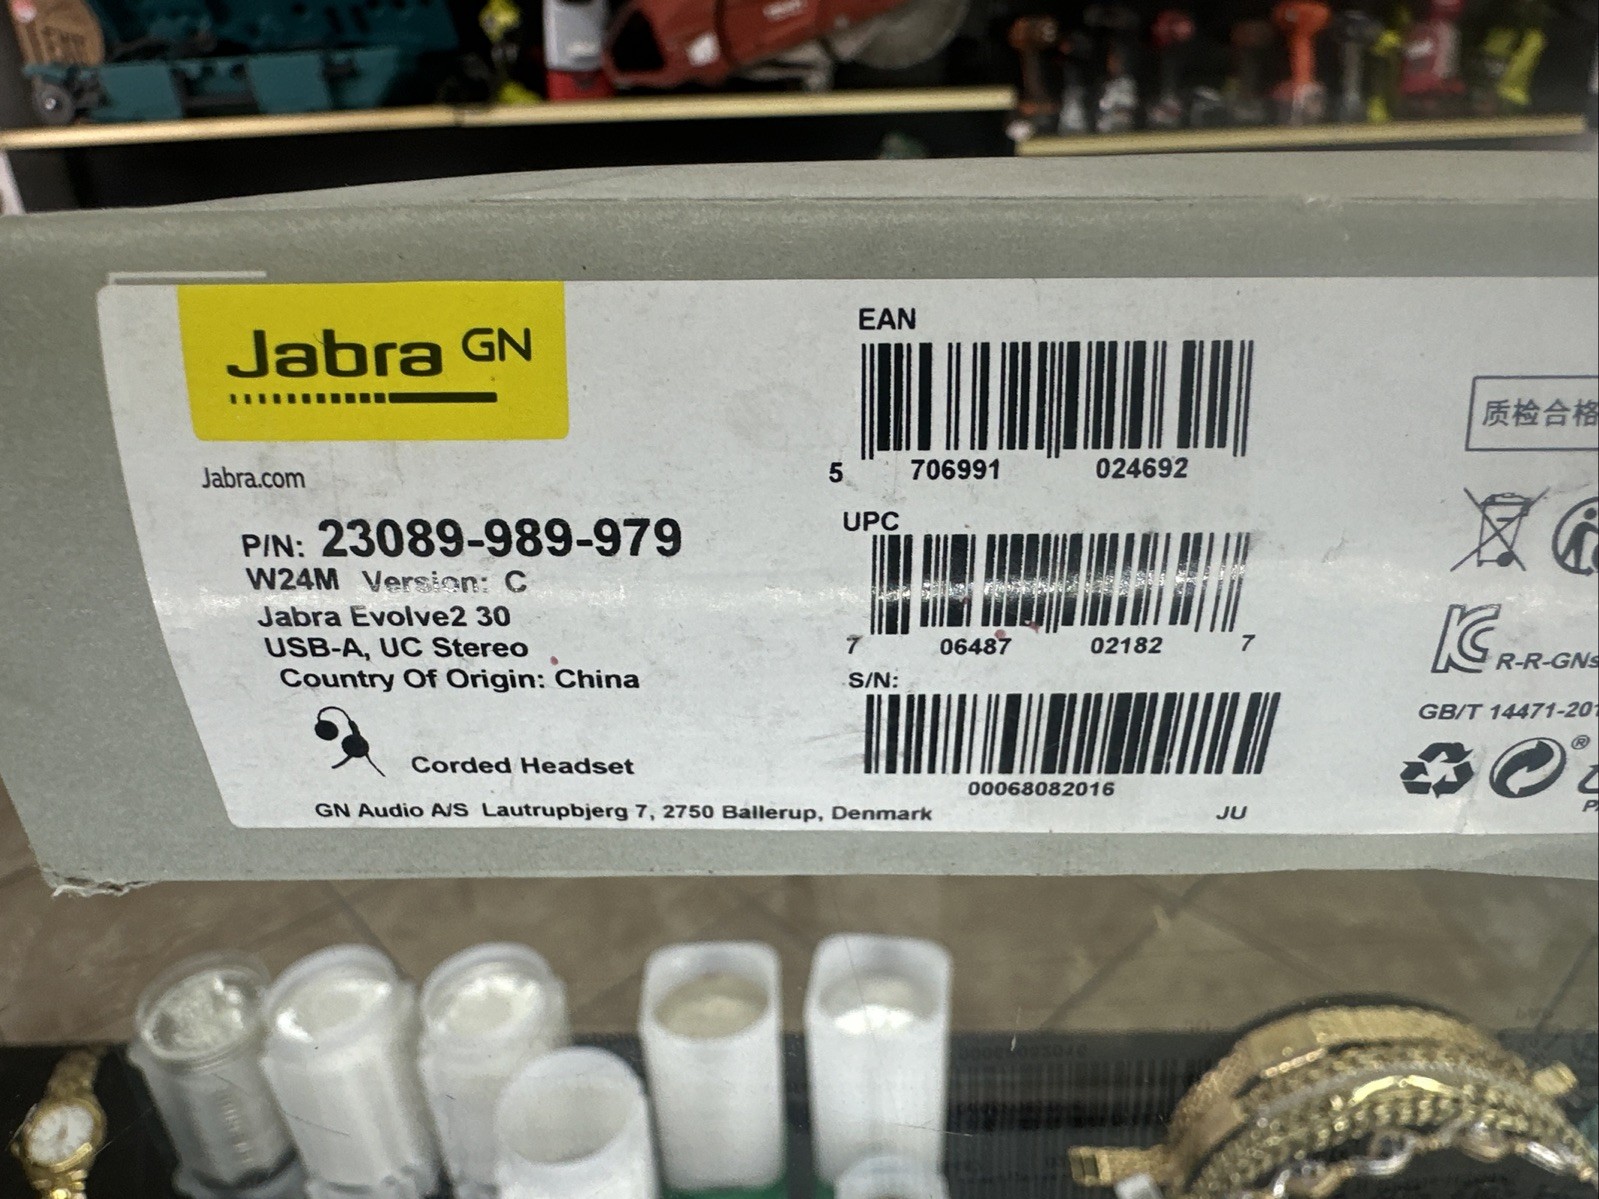 Jabra GN
Jabra.com
P/N: 23089-989-979
W24M Version: C
Jabra Evolve2 30
USB-A, UC Stereo
Country Of Origin: China
Corded Headset
GN Audio A/S Lautrupbjerg 7, 2750 Ballerup, Denmark
EAN
5 706991 024692
UPC
7 06487 02182 7
S/N:
00068082016
JU
质检合格
R-R-GNs
GB/T 14471-201
®